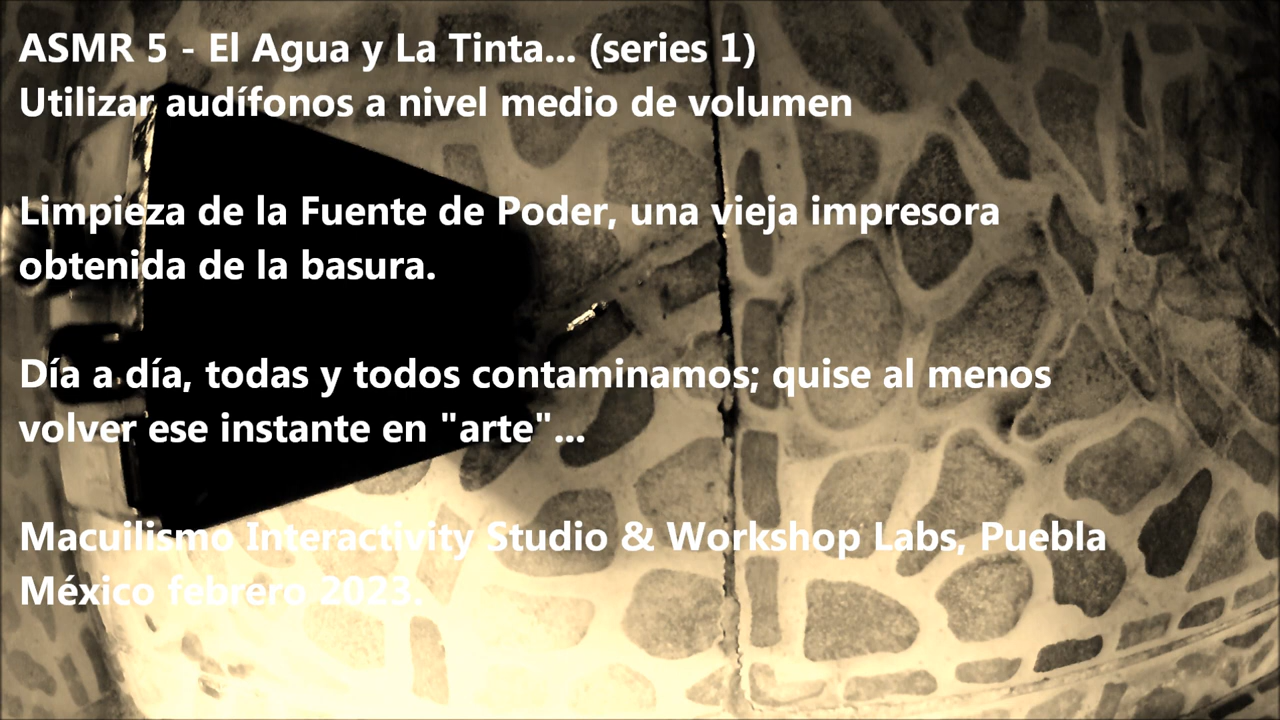 ASMR 5 - El Agua y La Tinta... (series 1)
Utilizar audífonos a nivel medio de volumen
Limpieza de la Fuente de Poder, una vieja impresora
obtenida de la basura.
Día a día, todas y todos contaminamos; quise al menos
volver ese instante en "arte"...
Macuilismo Interactivity Studio & Workshop Labs, Puebla
México febrero 2023.